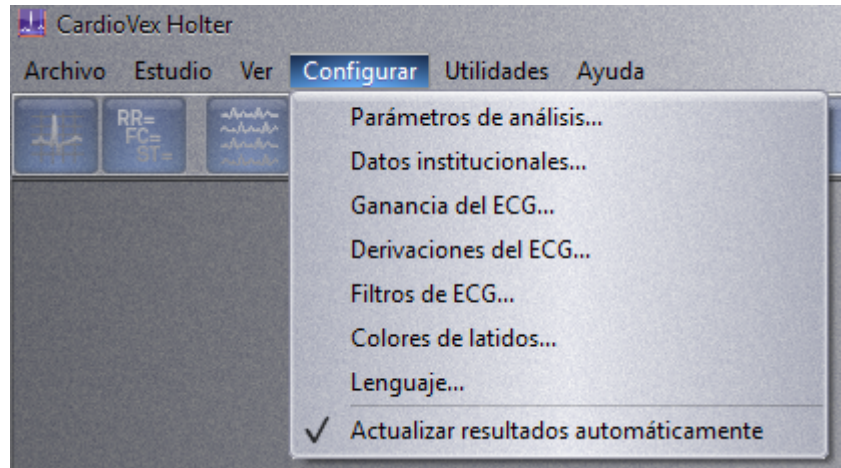 CardioVex Holter
Archivo Estudio Ver Configurar Utilidades Ayuda
RR=
FC=
ST=
Parámetros de análisis...
Datos institucionales...
Ganancia del ECG...
Derivaciones del ECG...
Filtros de ECG...
Colores de latidos...
Lenguaje...
Actualizar resultados automáticamente